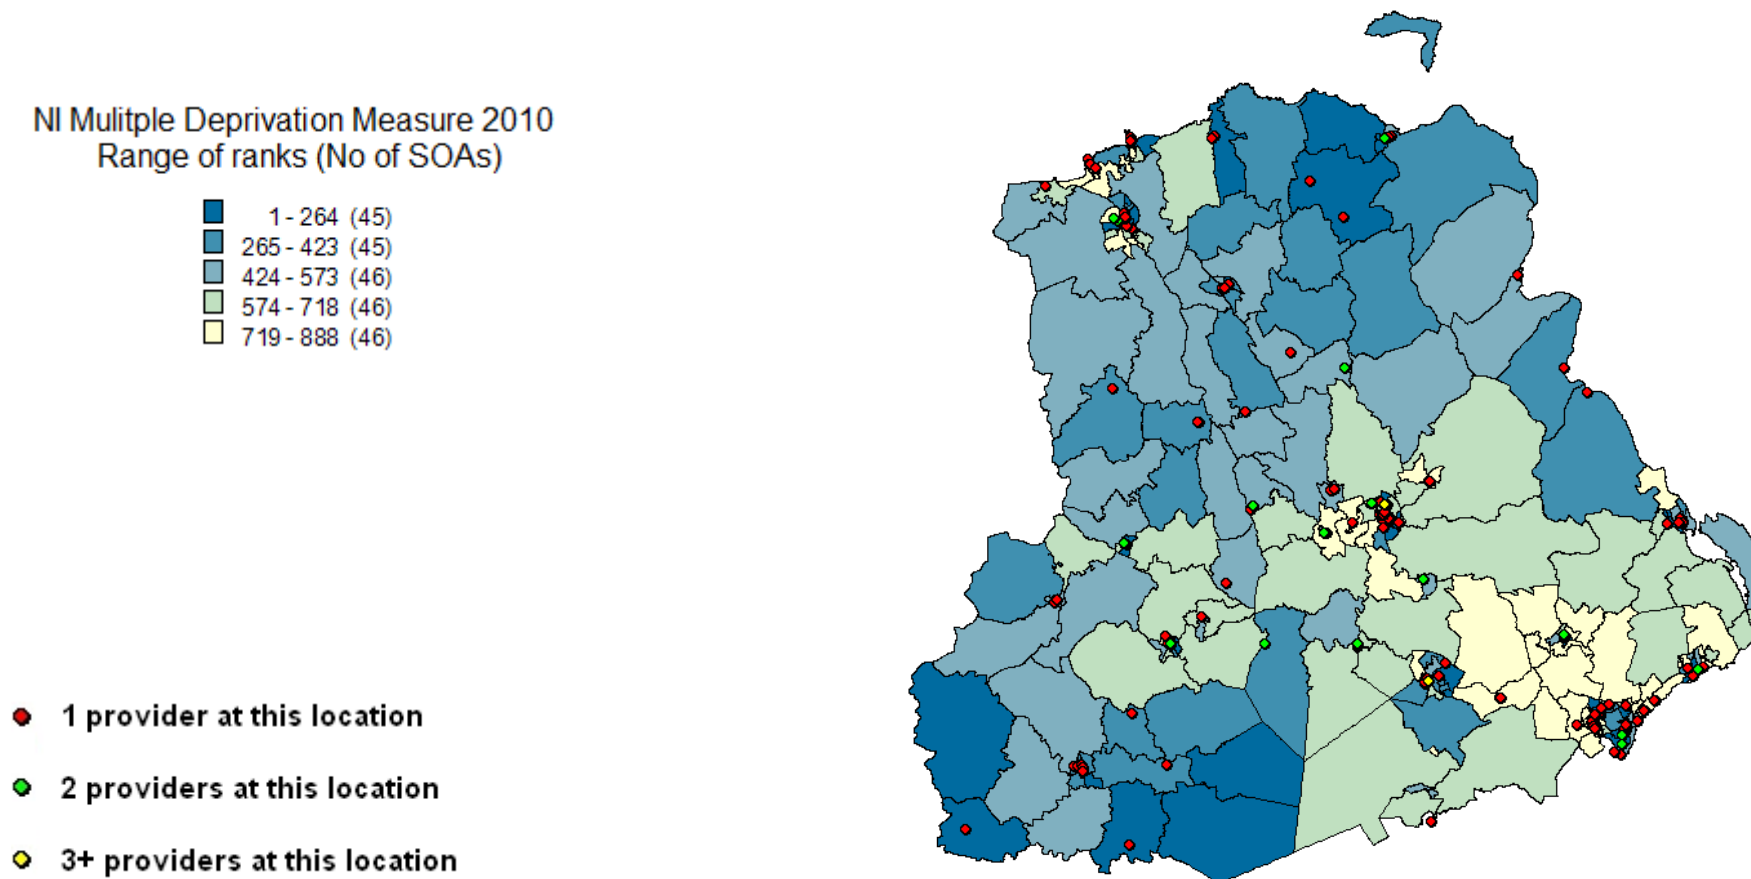 NI Mulitple Deprivation Measure 2010
Range of ranks (No of SOAs)
1 - 264 (45)
265 - 423 (45)
424 - 573 (46)
574 - 718 (46)
719 - 888 (46)
1 provider at this location
2 providers at this location
3+ providers at this location